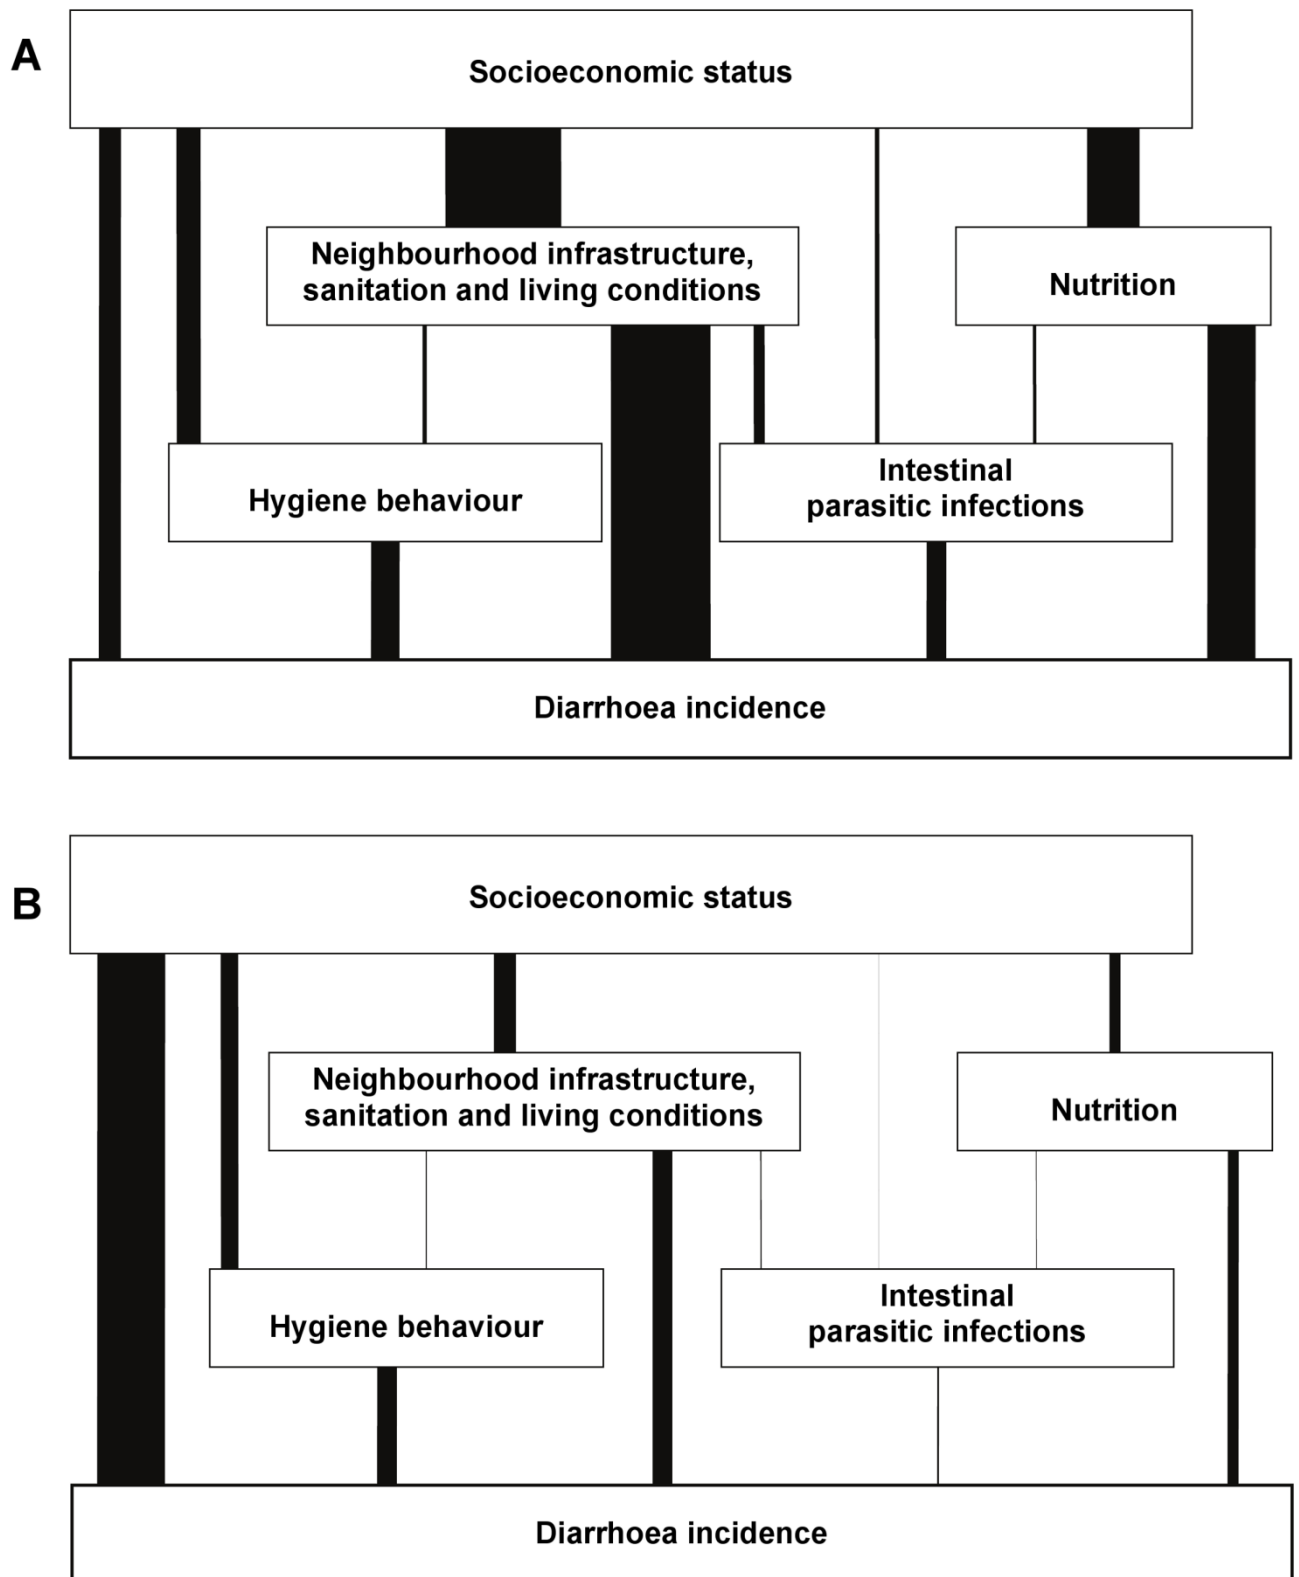 A
Socioeconomic status
Neighbourhood infrastructure,
sanitation and living conditions
Nutrition
Hygiene behaviour
Intestinal
parasitic infections
Diarrhoea incidence
B
Socioeconomic status
Neighbourhood infrastructure,
sanitation and living conditions
Nutrition
Hygiene behaviour
Intestinal
parasitic infections
Diarrhoea incidence